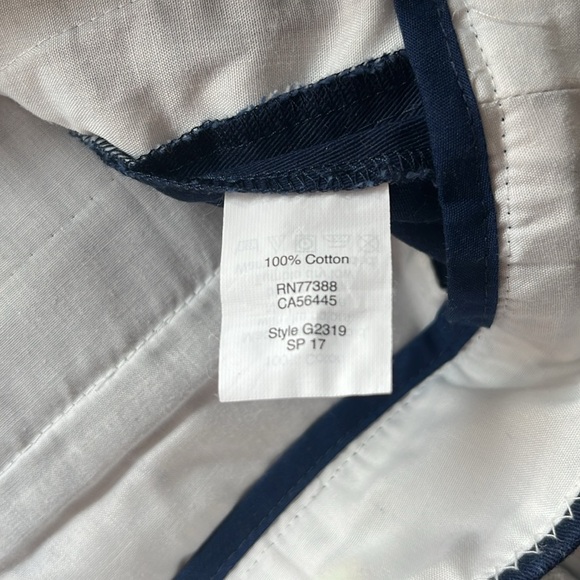 100% Cotton
RN77388
CA56445
Style G2319
SP 17